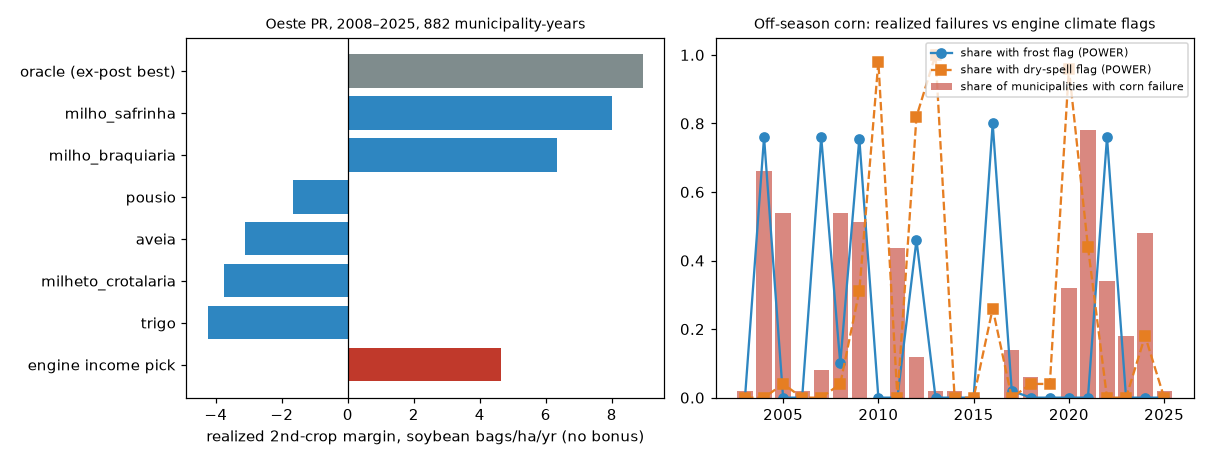 Oeste PR, 2008–2025, 882 municipality-years
oracle (ex-post best)
milho_safrinha
milho_braquiaria
pousio
aveia
milheto_crotalaria
trigo
engine income pick
−4
−2
0
2
4
6
8
realized 2nd-crop margin, soybean bags/ha/yr (no bonus)
Off-season corn: realized failures vs engine climate flags
share with frost flag (POWER)
share with dry-spell flag (POWER)
share of municipalities with corn failure
1.0
0.8
0.6
0.4
0.2
0.0
2005
2010
2015
2020
2025